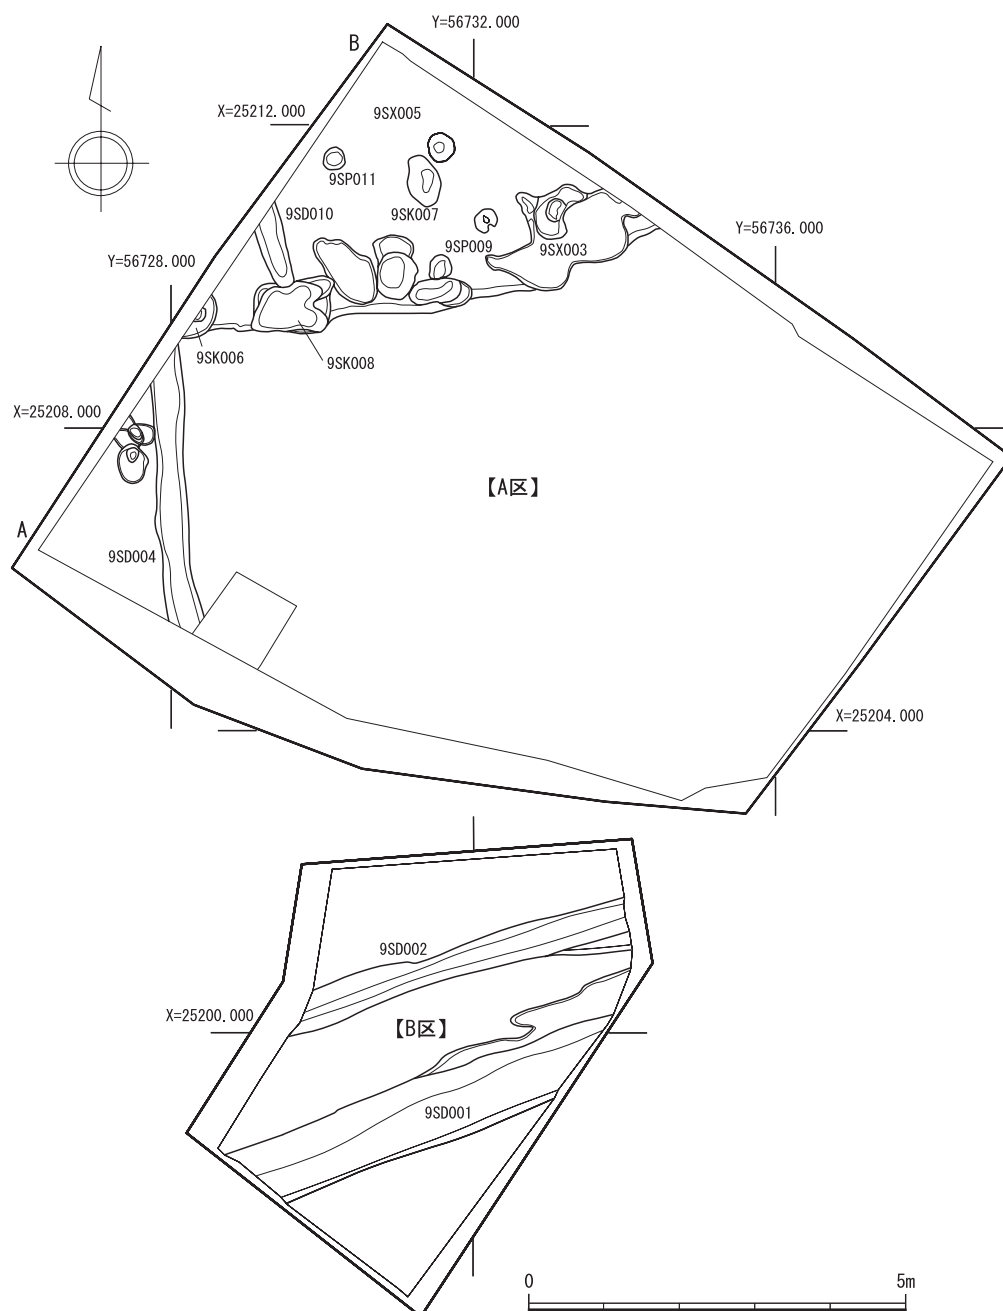 Y=56732.000
B
X=25212.000
9SX005
9SP011
9SD010
9SK007
Y=56736.000
9SP009
9SX003
Y=56728.000
9SK006
9SK008
X=25208.000
【A区】
A
9SD004
X=25204.000
9SD002
X=25200.000
【B区】
9SD001
0
5m